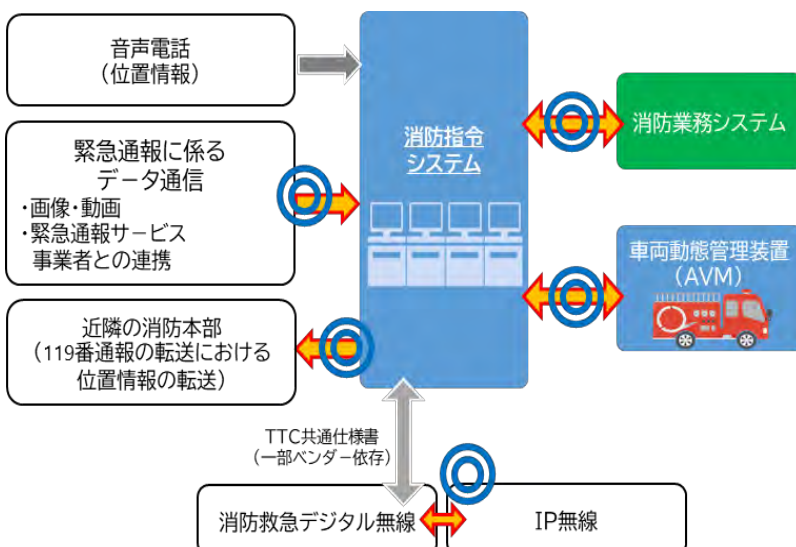 音声電話
（位置情報）
緊急通報に係る
データ通信
・画像・動画
・緊急通報サービス
事業者との連携
近隣の消防本部
（119番通報の転送における
位置情報の転送）
消防指令
システム
消防業務システム
車両動態管理装置
（AVM）
TTC共通仕様書
（一部ベンダー依存）
消防救急デジタル無線
IP無線